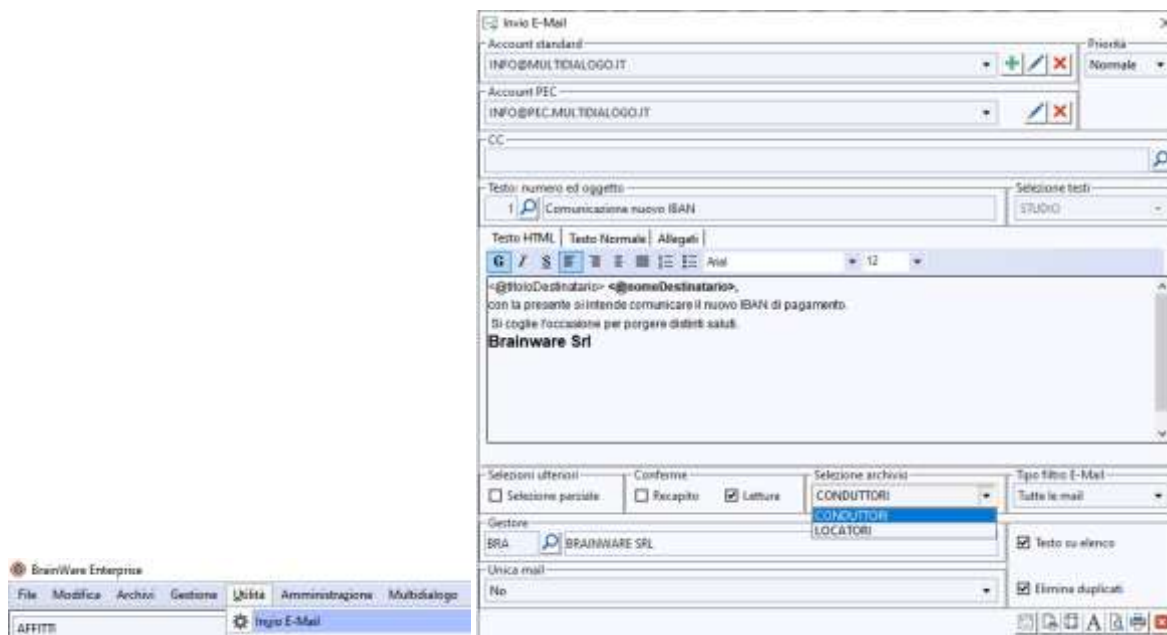 BrainWare Enterprise
File Modifica Archivi Gestione Utilità Amministrazione Multidialogo
AFFITTI
Invio E-Mail
Invio E-Mail
Account standard
Priorità
INFO@MULTIDIALOGO.IT
Normale
Account PEC
INFO@PEC.MULTIDIALOGO.IT
CC
Testo: numero ed oggetto
Selezione testi
1 Comunicazione nuovo IBAN
STUDIO
Testo HTML Testo Normale Allegati
G I S Arial 12
<@titoloDestinatario> <@nomeDestinatario>,
con la presente si intende comunicare il nuovo IBAN di pagamento.
Si coglie l'occasione per porgere distinti saluti.
Brainware Srl
Selezioni ulteriori Conferme Selezione archivio Tipo filtro E-Mail
Selezione parziale Recapito Lettura CONDUTTORI Tutte le mail
CONDUTTORI
LOCATORI
Gestore
BRA BRAINWARE SRL
Testo su elenco
Unica mail
No
Elimina duplicati
A